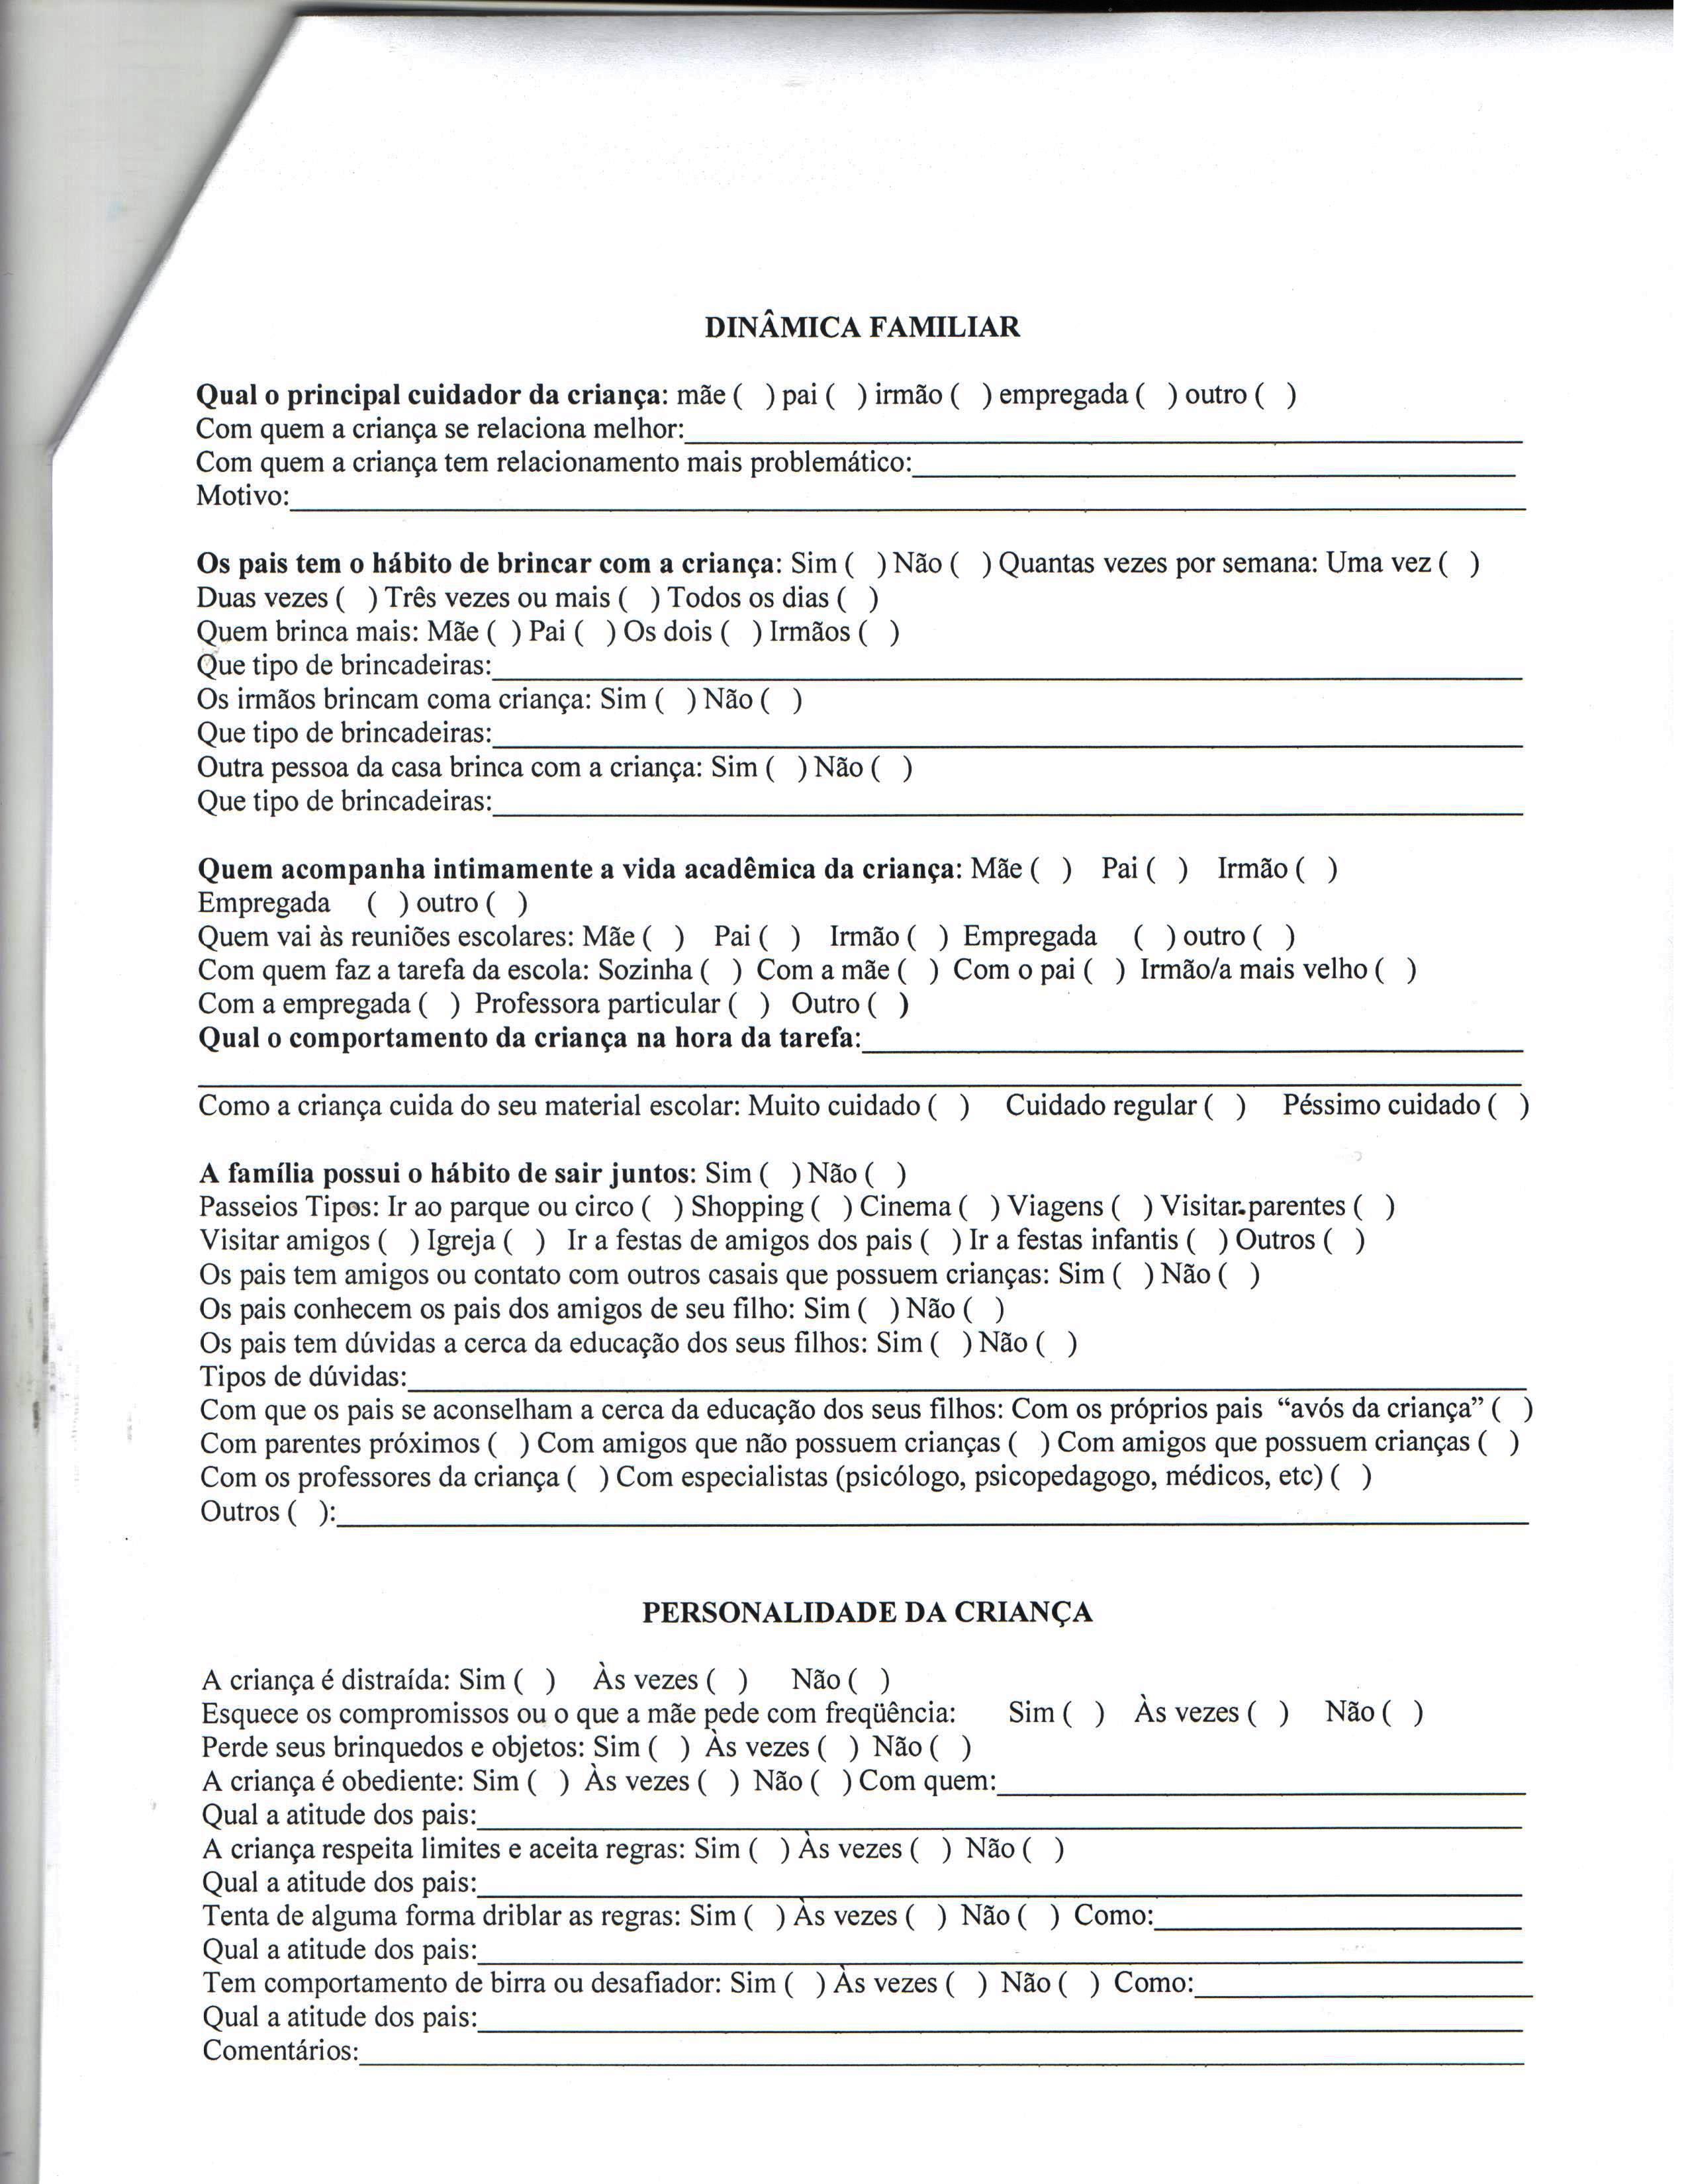 DINÂMICA FAMILIAR
Qual o principal cuidador da criança: mãe ( ) pai ( ) irmão ( ) empregada ( ) outro ( )
Com quem a criança se relaciona melhor:
Com quem a criança tem relacionamento mais problemático:
Motivo:
Os pais tem o hábito de brincar com a criança: Sim ( ) Não ( ) Quantas vezes por semana: Uma vez ( )
Duas vezes ( ) Três vezes ou mais ( ) Todos os dias ( )
Quem brinca mais: Mãe ( ) Pai ( ) Os dois ( ) Irmãos ( )
Que tipo de brincadeiras:
Os irmãos brincam coma criança: Sim ( ) Não ( )
Que tipo de brincadeiras:
Outra pessoa da casa brinca com a criança: Sim ( ) Não ( )
Que tipo de brincadeiras:
Quem acompanha intimamente a vida acadêmica da criança: Mãe ( ) Pai ( ) Irmão ( )
Empregada ( ) outro ( )
Quem vai às reuniões escolares: Mãe ( ) Pai ( ) Irmão ( ) Empregada ( ) outro ( )
Com quem faz a tarefa da escola: Sozinha ( ) Com a mãe ( ) Com o pai ( ) Irmão/a mais velho ( )
Com a empregada ( ) Professora particular ( ) Outro ( )
Qual o comportamento da criança na hora da tarefa:
Como a criança cuida do seu material escolar: Muito cuidado ( ) Cuidado regular ( ) Péssimo cuidado ( )
A família possui o hábito de sair juntos: Sim ( ) Não ( )
Passeios Tipos: Ir ao parque ou circo ( ) Shopping ( ) Cinema ( ) Viagens ( ) Visitar parentes ( )
Visitar amigos ( ) Igreja ( ) Ir a festas de amigos dos pais ( ) Ir a festas infantis ( ) Outros ( )
Os pais tem amigos ou contato com outros casais que possuem crianças: Sim ( ) Não ( )
Os pais conhecem os pais dos amigos de seu filho: Sim ( ) Não ( )
Os pais tem dúvidas a cerca da educação dos seus filhos: Sim ( ) Não ( )
Tipos de dúvidas:
Com que os pais se aconselham a cerca da educação dos seus filhos: Com os próprios pais “avós da criança” ( )
Com parentes próximos ( ) Com amigos que não possuem crianças ( ) Com amigos que possuem crianças ( )
Com os professores da criança ( ) Com especialistas (psicólogo, psicopedagogo, médicos, etc) ( )
Outros ( ):
PERSONALIDADE DA CRIANÇA
A criança é distraída: Sim ( ) Às vezes ( ) Não ( )
Esquece os compromissos ou o que a mãe pede com freqüência: Sim ( ) Às vezes ( ) Não ( )
Perde seus brinquedos e objetos: Sim ( ) Às vezes ( ) Não ( )
A criança é obediente: Sim ( ) Às vezes ( ) Não ( ) Com quem:
Qual a atitude dos pais:
A criança respeita limites e aceita regras: Sim ( ) Às vezes ( ) Não ( )
Qual a atitude dos pais:
Tenta de alguma forma driblar as regras: Sim ( ) Às vezes ( ) Não ( ) Como:
Qual a atitude dos pais:
Tem comportamento de birra ou desafiador: Sim ( ) Às vezes ( ) Não ( ) Como:
Qual a atitude dos pais:
Comentários: